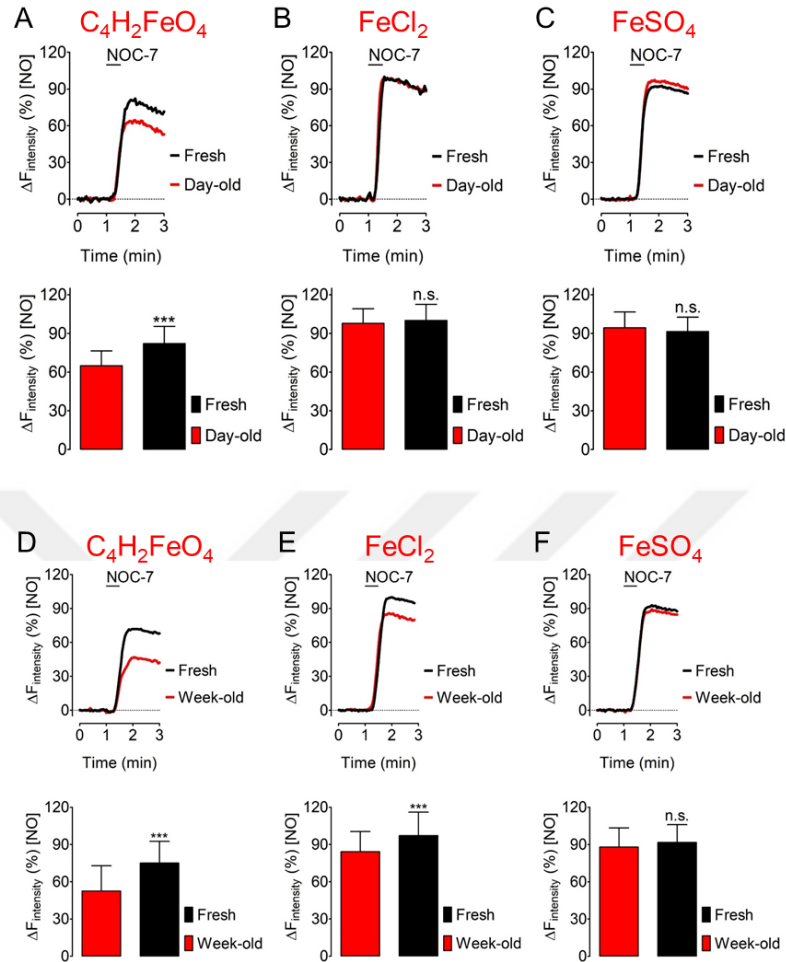 A
C₄H₂FeO₄
120
90
60
30
0
ΔFintensity (%) [NO]
NOC-7
Fresh
Day-old
0 1 2 3
Time (min)
120
90
60
30
0
ΔFintensity (%) [NO]
***
Fresh
Day-old
B
FeCl₂
120
90
60
30
0
ΔFintensity (%) [NO]
NOC-7
Fresh
Day-old
0 1 2 3
Time (min)
120
90
60
30
0
ΔFintensity (%) [NO]
n.s.
Fresh
Day-old
C
FeSO₄
120
90
60
30
0
ΔFintensity (%) [NO]
NOC-7
Fresh
Day-old
0 1 2 3
Time (min)
120
90
60
30
0
ΔFintensity (%) [NO]
n.s.
Fresh
Day-old
D
C₄H₂FeO₄
120
90
60
30
0
ΔFintensity (%) [NO]
NOC-7
Fresh
Week-old
0 1 2 3
Time (min)
120
90
60
30
0
ΔFintensity (%) [NO]
***
Fresh
Week-old
E
FeCl₂
120
90
60
30
0
ΔFintensity (%) [NO]
NOC-7
Fresh
Week-old
0 1 2 3
Time (min)
120
90
60
30
0
ΔFintensity (%) [NO]
***
Fresh
Week-old
F
FeSO₄
120
90
60
30
0
ΔFintensity (%) [NO]
NOC-7
Fresh
Week-old
0 1 2 3
Time (min)
120
90
60
30
0
ΔFintensity (%) [NO]
n.s.
Fresh
Week-old